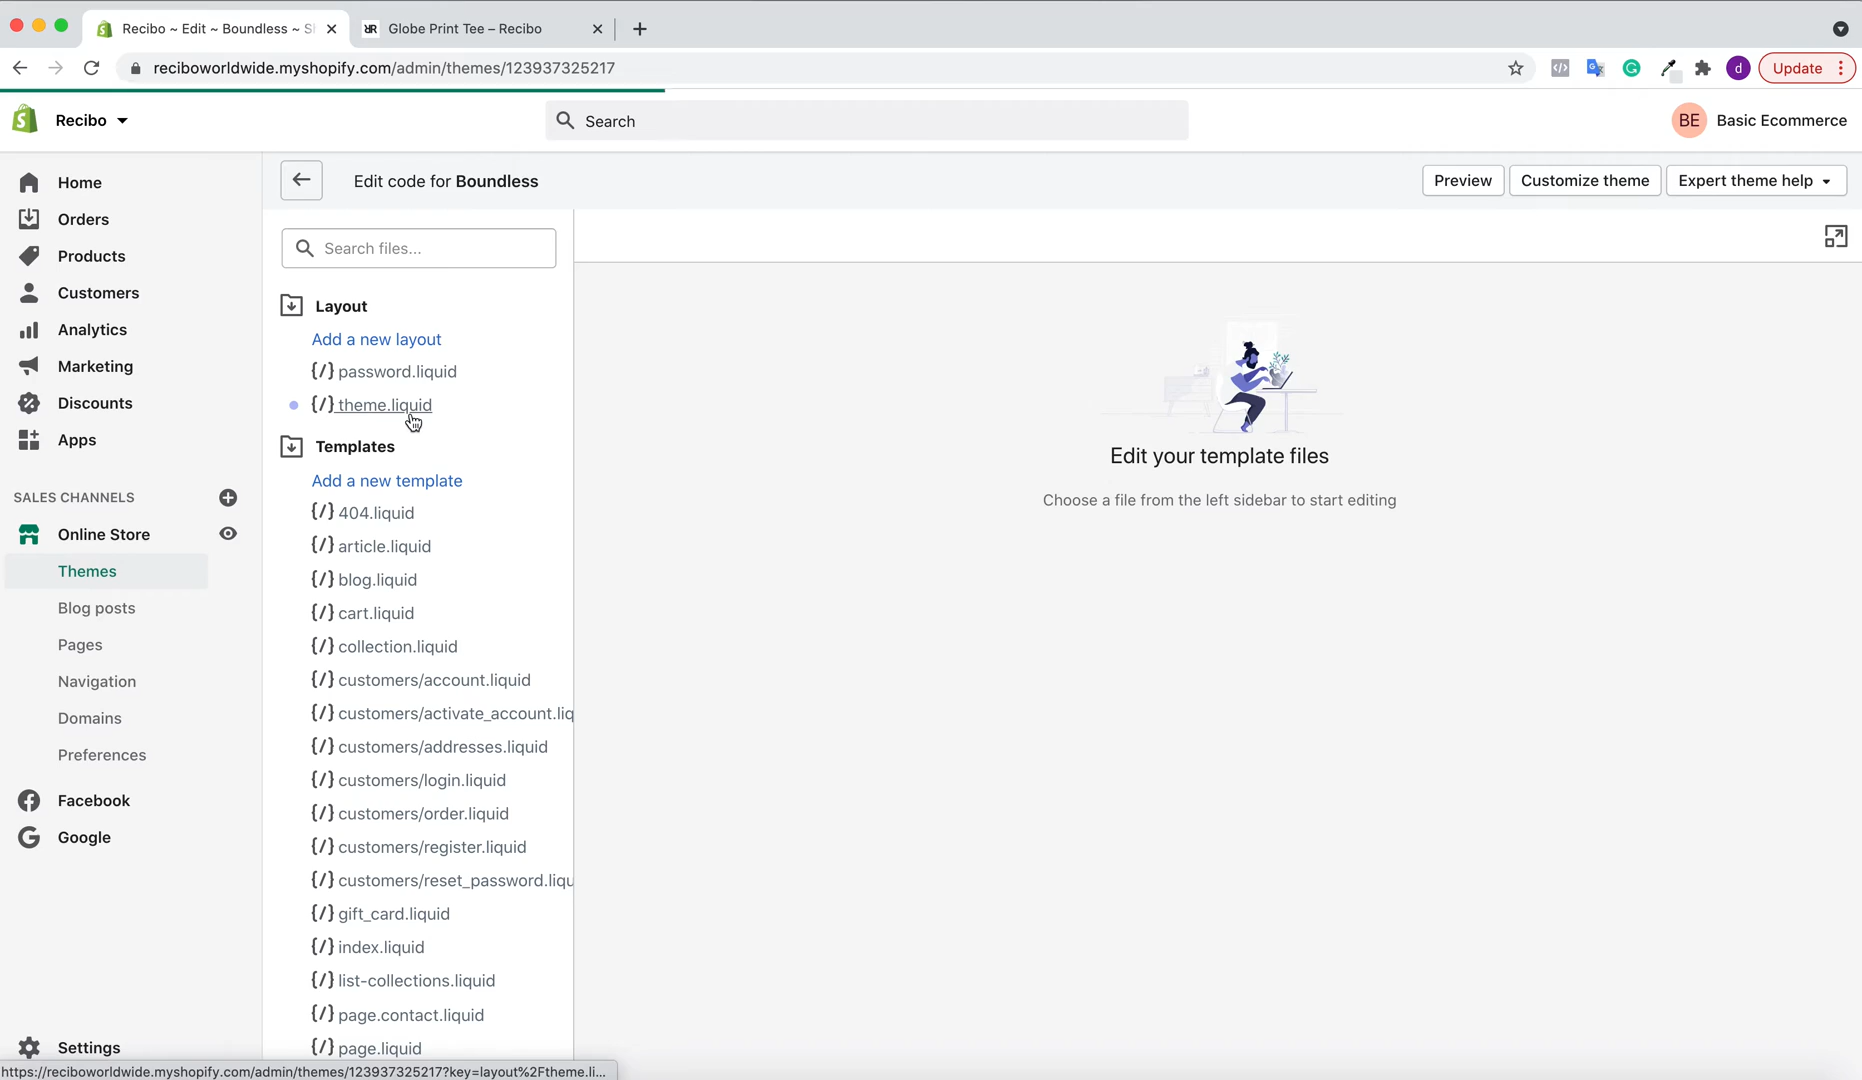 Recibo ~ Edit ~ Boundless ~ S
Globe Print Tee – Recibo
reciboworldwide.myshopify.com/admin/themes/123937325217
d
Update
Recibo
Search
BE
Basic Ecommerce
Home
Orders
Products
Customers
Analytics
Marketing
Discounts
Apps
SALES CHANNELS
Online Store
Themes
Blog posts
Pages
Navigation
Domains
Preferences
Facebook
Google
Settings
Edit code for Boundless
Preview
Customize theme
Expert theme help
Search files...
Layout
Add a new layout
{/} password.liquid
{/} theme.liquid
Templates
Add a new template
{/} 404.liquid
{/} article.liquid
{/} blog.liquid
{/} cart.liquid
{/} collection.liquid
{/} customers/account.liquid
{/} customers/activate_account.liq
{/} customers/addresses.liquid
{/} customers/login.liquid
{/} customers/order.liquid
{/} customers/register.liquid
{/} customers/reset_password.liqu
{/} gift_card.liquid
{/} index.liquid
{/} list-collections.liquid
{/} page.contact.liquid
{/} page.liquid
Edit your template files
Choose a file from the left sidebar to start editing
https://reciboworldwide.myshopify.com/admin/themes/123937325217?key=layout%2Ftheme.li...